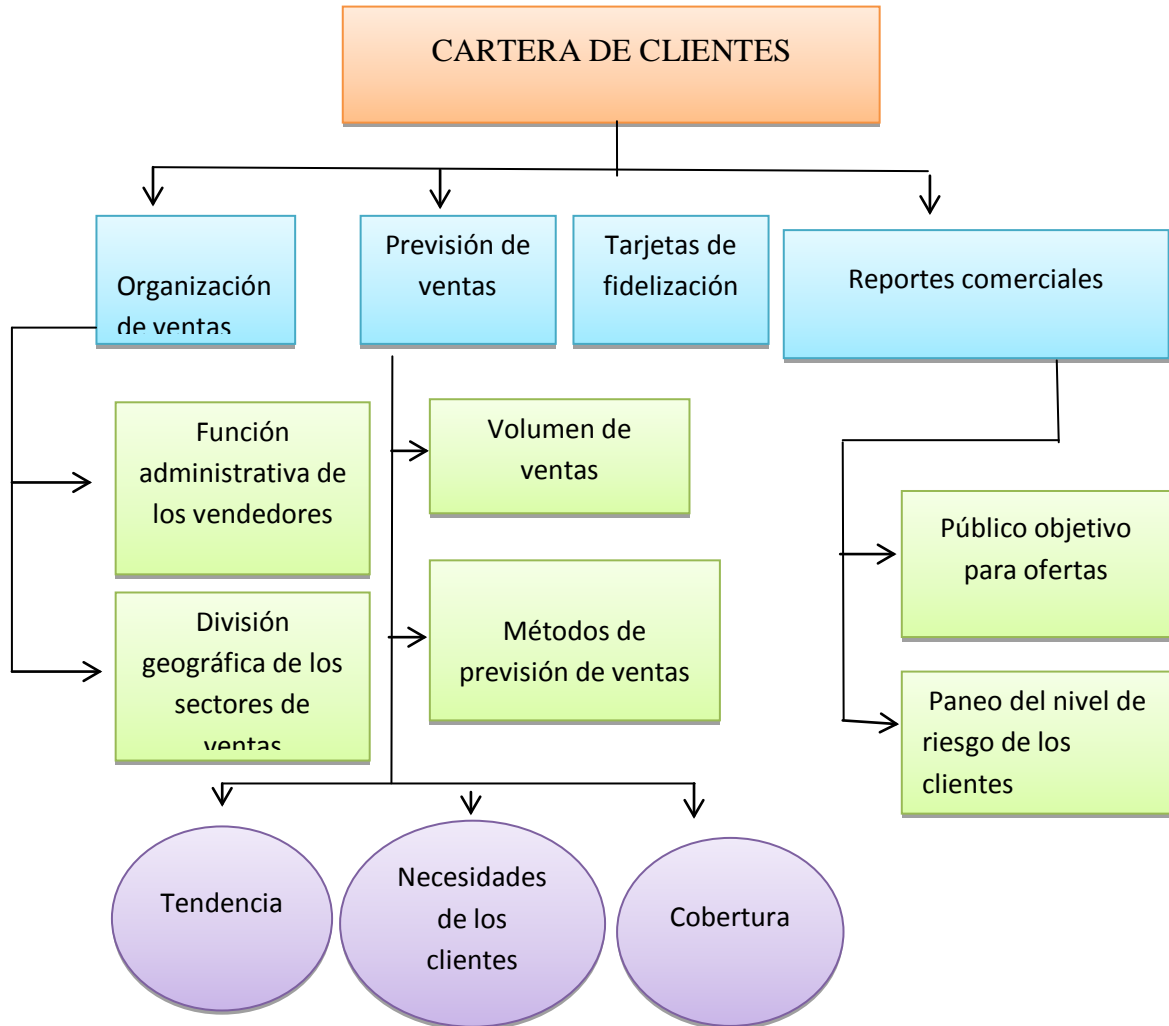 CARTERA DE CLIENTES
Organización
de ventas
Previsión de
ventas
Tarjetas de
fidelización
Reportes comerciales
Función
administrativa de
los vendedores
División
geográfica de los
sectores de
ventas
Volumen de
ventas
Métodos de
previsión de ventas
Público objetivo
para ofertas
Paneo del nivel de
riesgo de los
clientes
Tendencia
Necesidades
de los
clientes
Cobertura